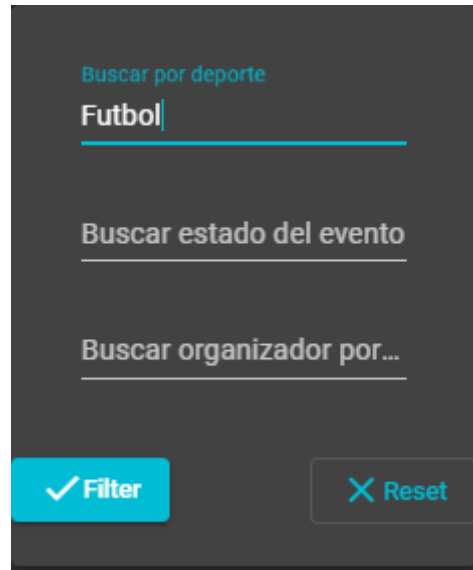 Buscar por deporte
Futbol
Buscar estado del evento
Buscar organizador por...
Filter
Reset